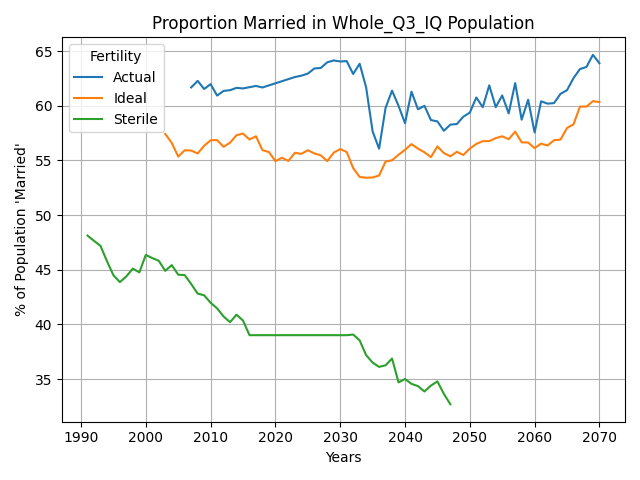 Proportion Married in Whole_Q3_IQ Population
Fertility
Actual
Ideal
Sterile
% of Population 'Married'
65
60
55
50
45
40
35
1990 2000 2010 2020 2030 2040 2050 2060 2070
Years